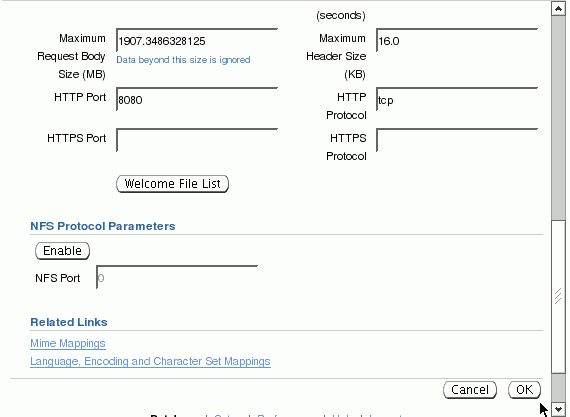 (seconds)
Maximum Request Body Size (MB) 1907.3486328125 Maximum Header Size (KB) 16.0
Data beyond this size is ignored
HTTP Port 8080 HTTP Protocol tcp
HTTPS Port HTTPS Protocol
Welcome File List
NFS Protocol Parameters
Enable
NFS Port 0
Related Links
Mime Mappings
Language, Encoding and Character Set Mappings
Cancel OK